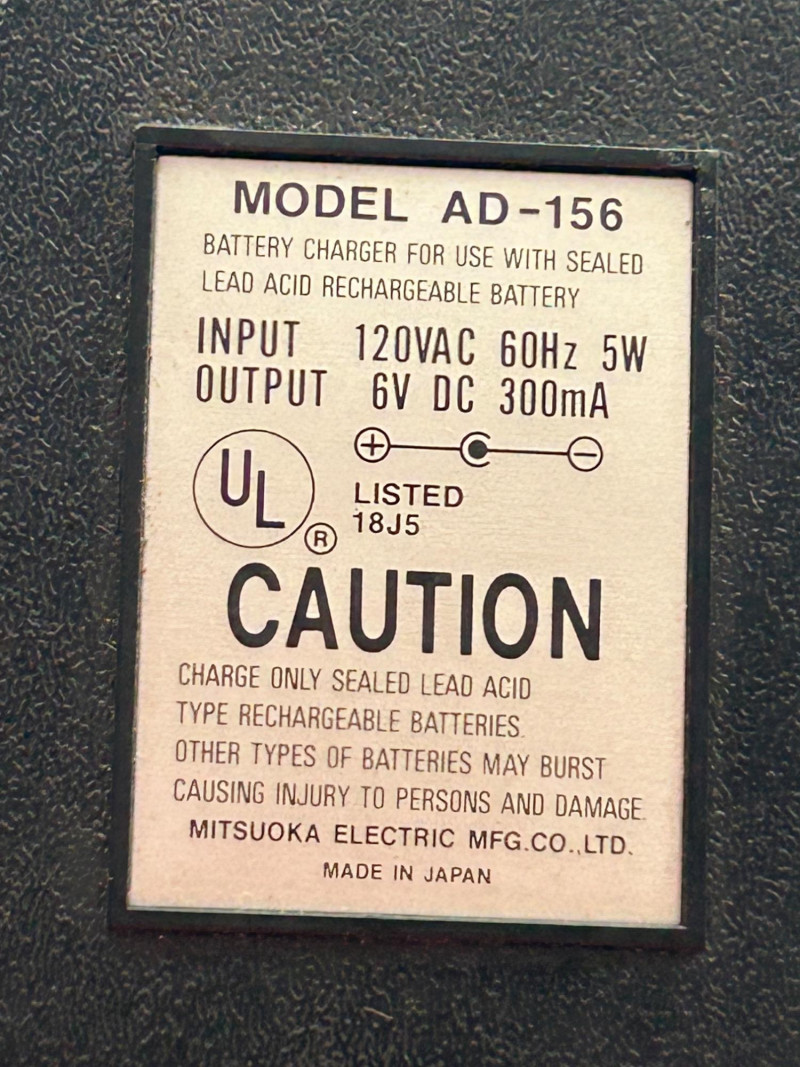 MODEL AD-156
BATTERY CHARGER FOR USE WITH SEALED
LEAD ACID RECHARGEABLE BATTERY
INPUT 120VAC 60Hz 5W
OUTPUT 6V DC 300mA
+ −
UL ®
LISTED
18J5
CAUTION
CHARGE ONLY SEALED LEAD ACID
TYPE RECHARGEABLE BATTERIES.
OTHER TYPES OF BATTERIES MAY BURST
CAUSING INJURY TO PERSONS AND DAMAGE.
MITSUOKA ELECTRIC MFG.CO.,LTD.
MADE IN JAPAN